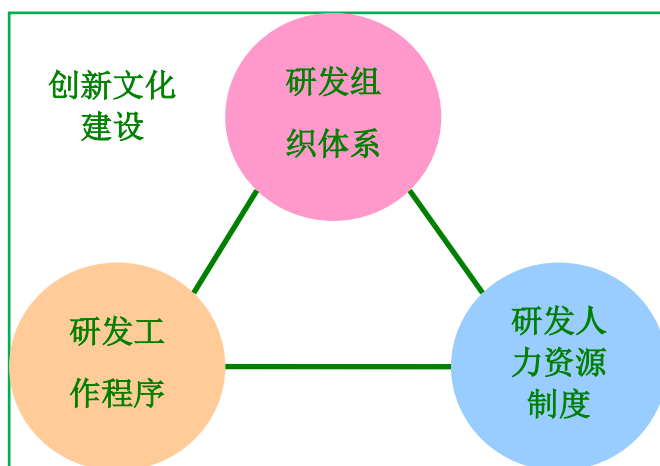 创新文化
建设
研发组
织体系
研发工
作程序
研发人
力资源
制度